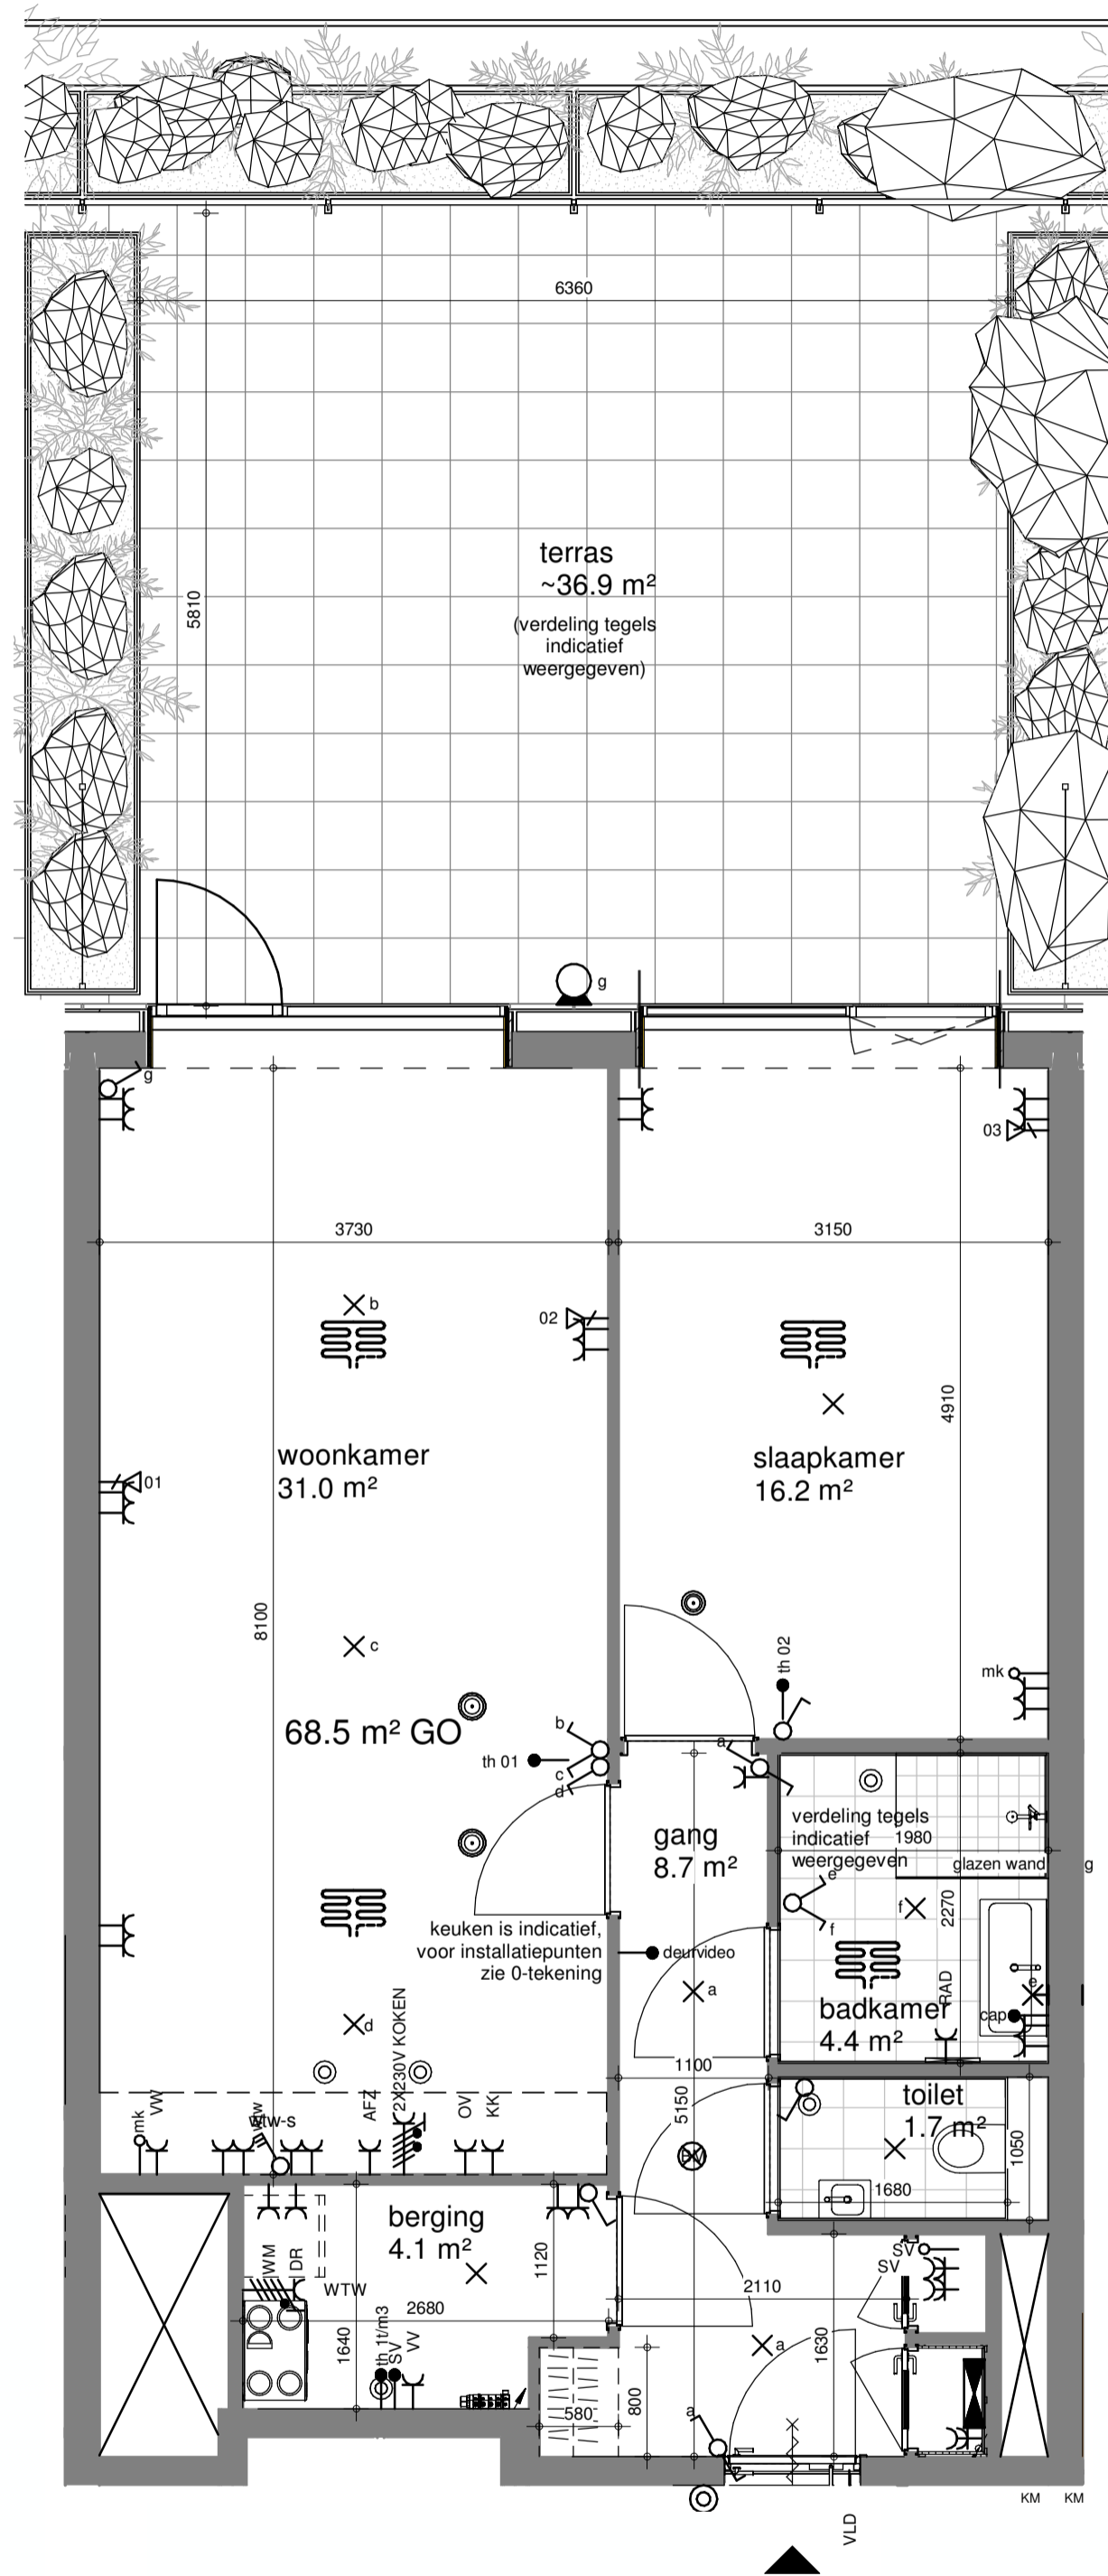 6360
5810
terras
~36.9 m²
(verdeling tegels
indicatief
weergegeven)
g
g
03
3730
3150
b
02
4910
woonkamer
31.0 m²
slaapkamer
16.2 m²
01
8100
c
th 02
mk
68.5 m² GO
b
th 01
c
d
a
gang
8.7 m²
verdeling tegels
indicatief
weergegeven
1980
glazen wand
g
e
f
f
2270
keuken is indicatief,
voor installatiepunten
zie 0-tekening
deurvideo
a
RAD
e
badkamer
4.4 m²
cap
d
2X230V KOKEN
1100
5150
mk
VW
wtw-s
AFZ
OV
KK
toilet
1.7 m²
1050
1680
berging
4.1 m²
1120
WM
DR
WTW
2680
1640
th 1t/m3
SV
VV
SV
SV
2110
1630
a
580
800
a
KM
KM
VLD